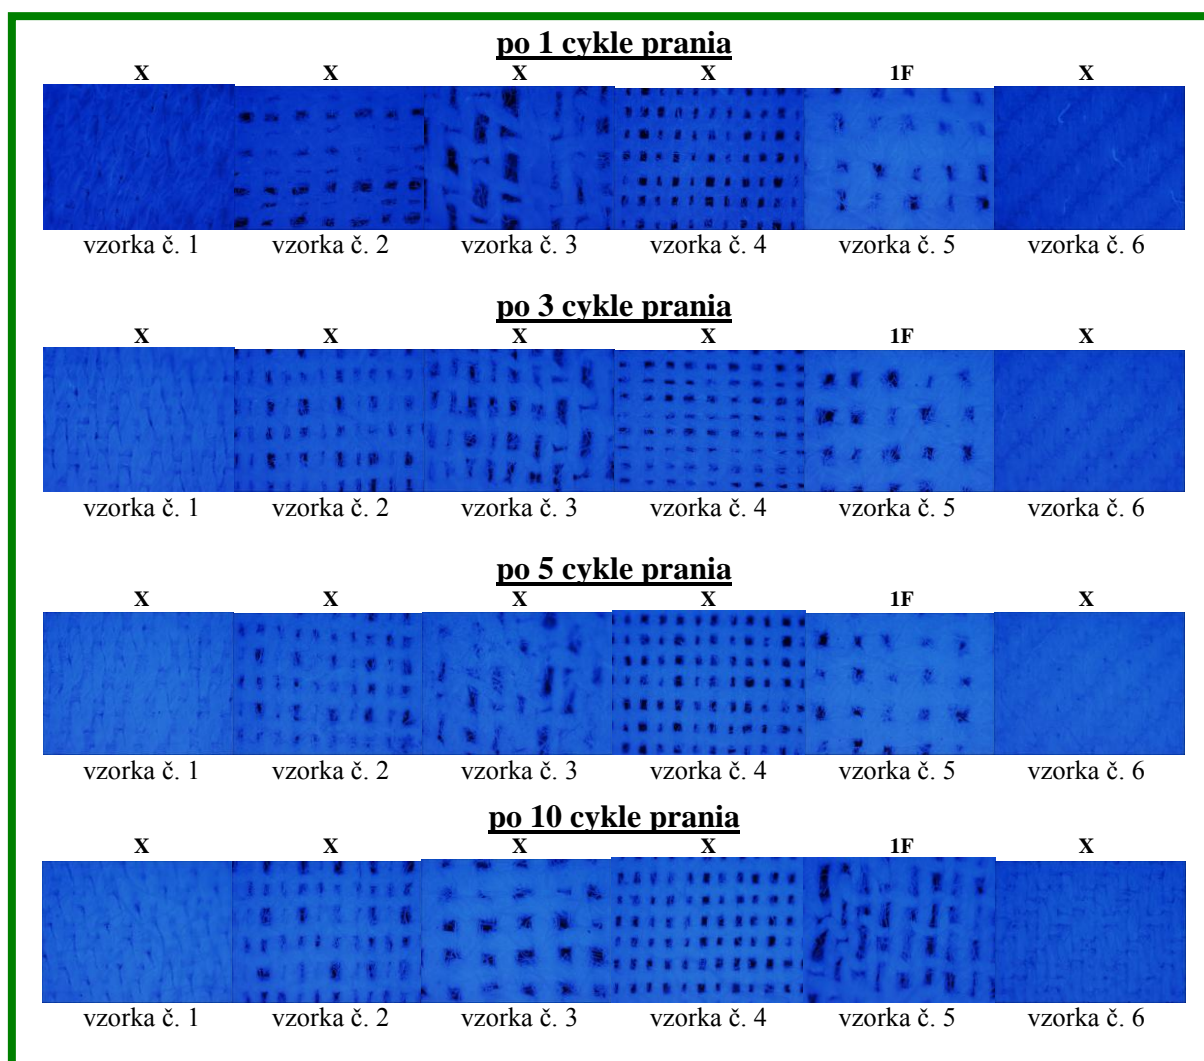 po 1 cykle prania
X X X X 1F X
vzorka č. 1 vzorka č. 2 vzorka č. 3 vzorka č. 4 vzorka č. 5 vzorka č. 6
po 3 cykle prania
X X X X 1F X
vzorka č. 1 vzorka č. 2 vzorka č. 3 vzorka č. 4 vzorka č. 5 vzorka č. 6
po 5 cykle prania
X X X X 1F X
vzorka č. 1 vzorka č. 2 vzorka č. 3 vzorka č. 4 vzorka č. 5 vzorka č. 6
po 10 cykle prania
X X X X 1F X
vzorka č. 1 vzorka č. 2 vzorka č. 3 vzorka č. 4 vzorka č. 5 vzorka č. 6